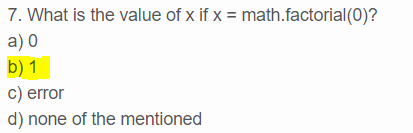 7. What is the value of x if x = math.factorial(0)?
a) 0
b) 1
c) error
d) none of the mentioned